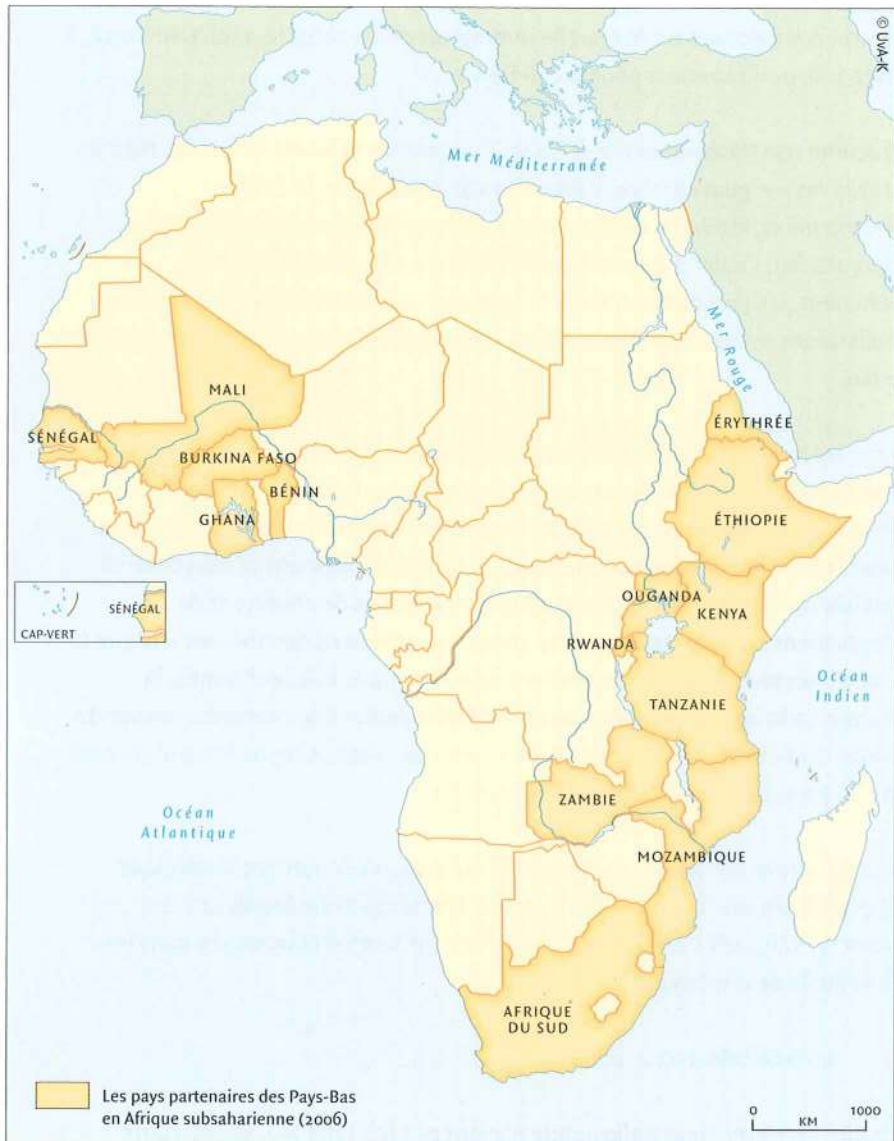 © UvA-K
Mer Méditerranée
Mer Rouge
MALI
SÉNÉGAL
BURKINA FASO
BÉNIN
GHANA
ÉRYTHRÉE
ÉTHIOPIE
SÉNÉGAL
CAP-VERT
OUGANDA
KENYA
RWANDA
TANZANIE
Océan
Indien
Océan
Atlantique
ZAMBIE
MOZAMBIQUE
AFRIQUE
DU SUD
Les pays partenaires des Pays-Bas
en Afrique subsaharienne (2006)
0 1000
KM